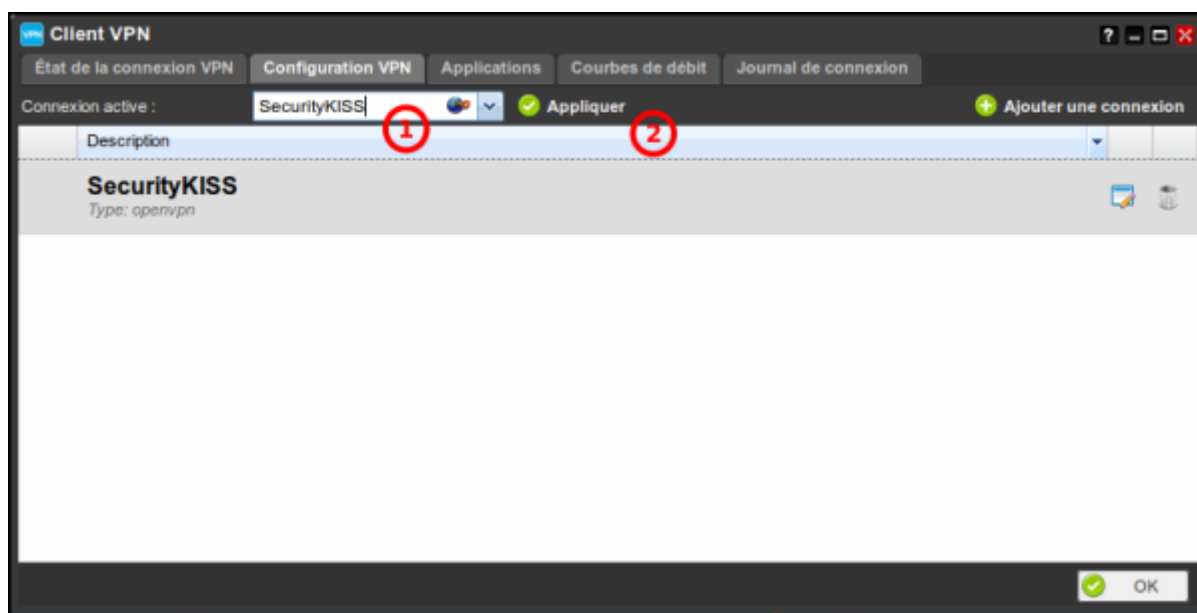 VPN Client VPN
État de la connexion VPN Configuration VPN Applications Courbes de débit Journal de connexion
Connexion active : SecurityKISS Appliquer Ajouter une connexion
1 2
Description
SecurityKISS
Type: openvpn
OK